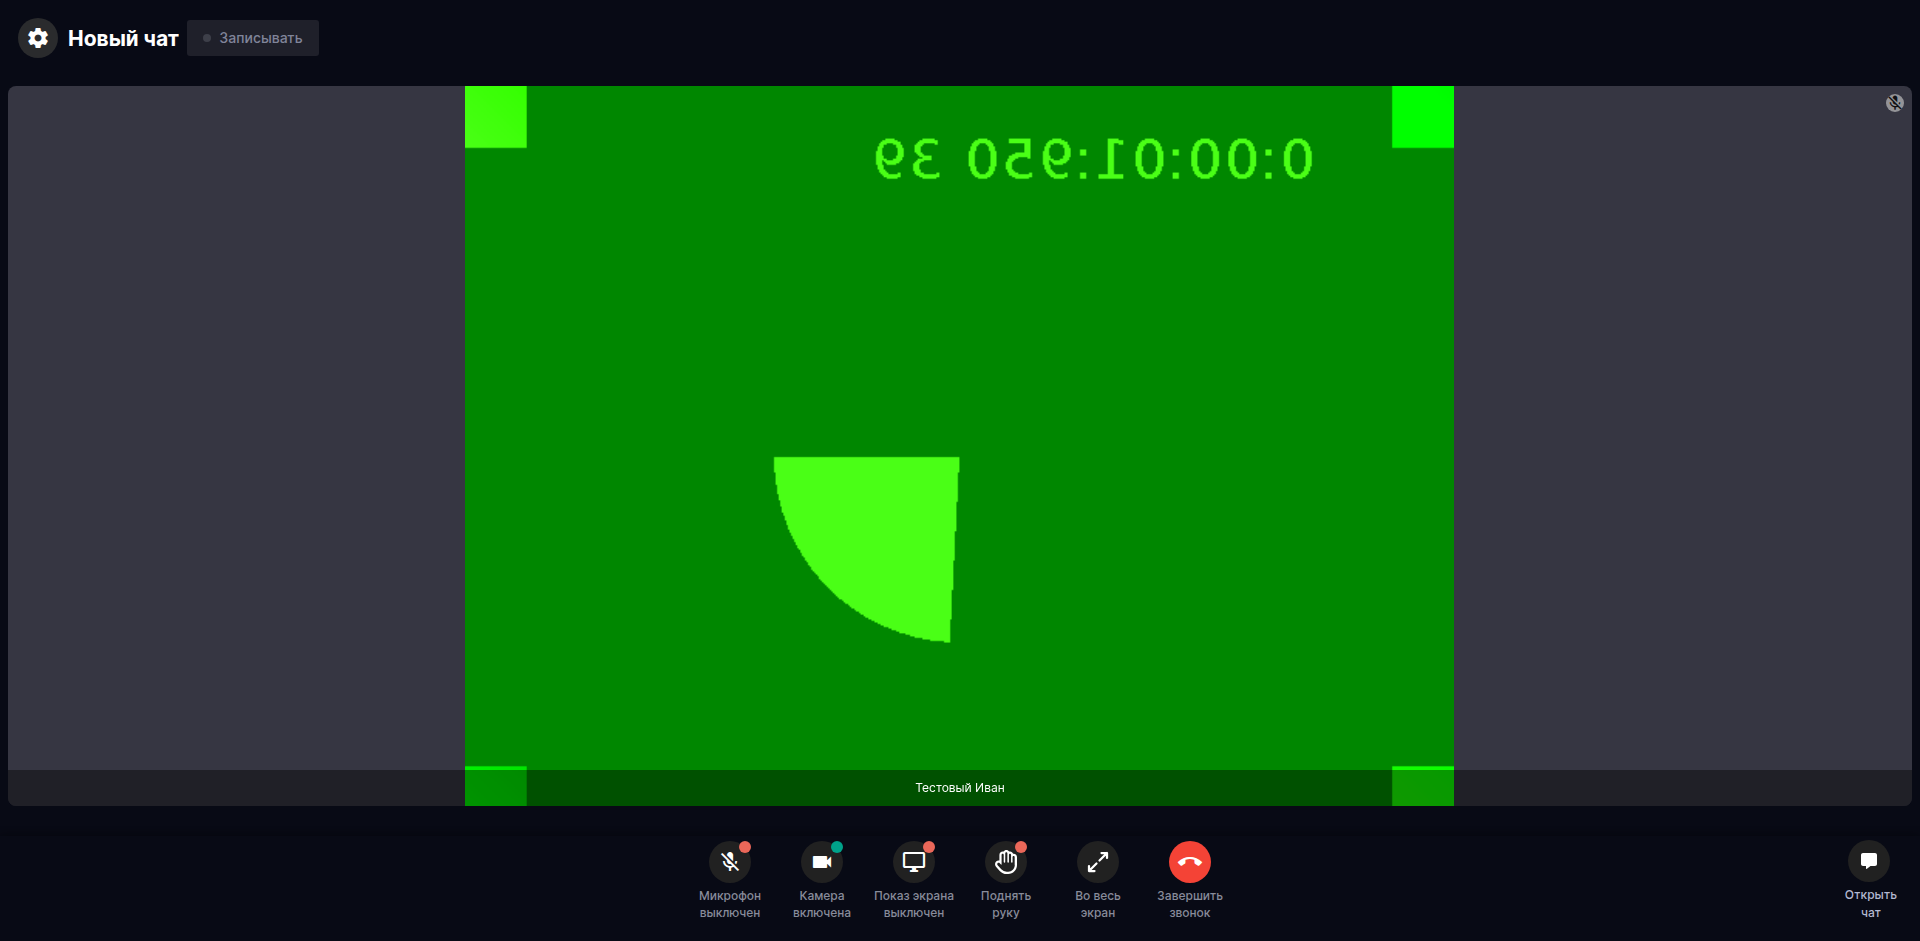 Новый чат
Записывать
0:00:01:950 39
Тестовый Иван
Микрофон
выключен
Камера
включена
Показ экрана
выключен
Поднять
руку
Во весь
экран
Завершить
звонок
Открыть
чат